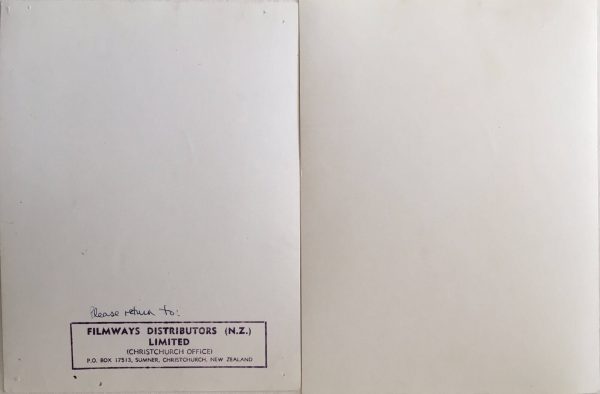 Please return to:
FILMWAYS DISTRIBUTORS (N.Z.)
LIMITED
(CHRISTCHURCH OFFICE)
P.O. BOX 17513, SUMNER, CHRISTCHURCH, NEW ZEALAND